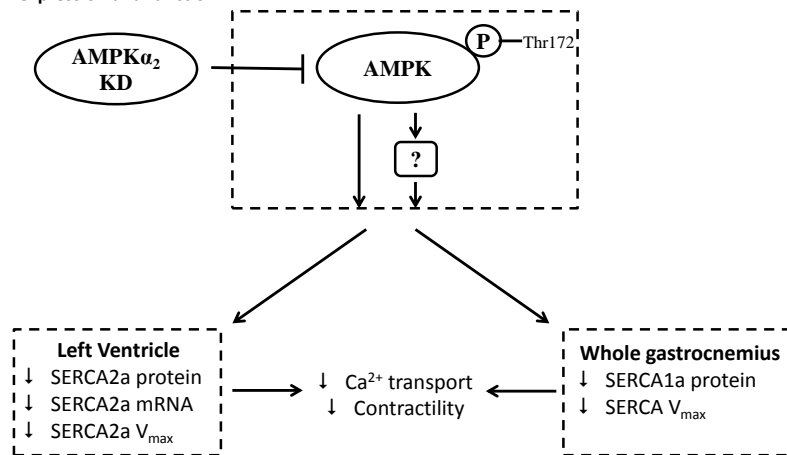 AMPKα₂
KD
AMPK
P
Thr172
?
Left Ventricle
↓ SERCA2a protein
↓ SERCA2a mRNA
↓ SERCA2a Vmax
↓ Ca²⁺ transport
↓ Contractility
Whole gastrocnemius
↓ SERCA1a protein
↓ SERCA Vmax